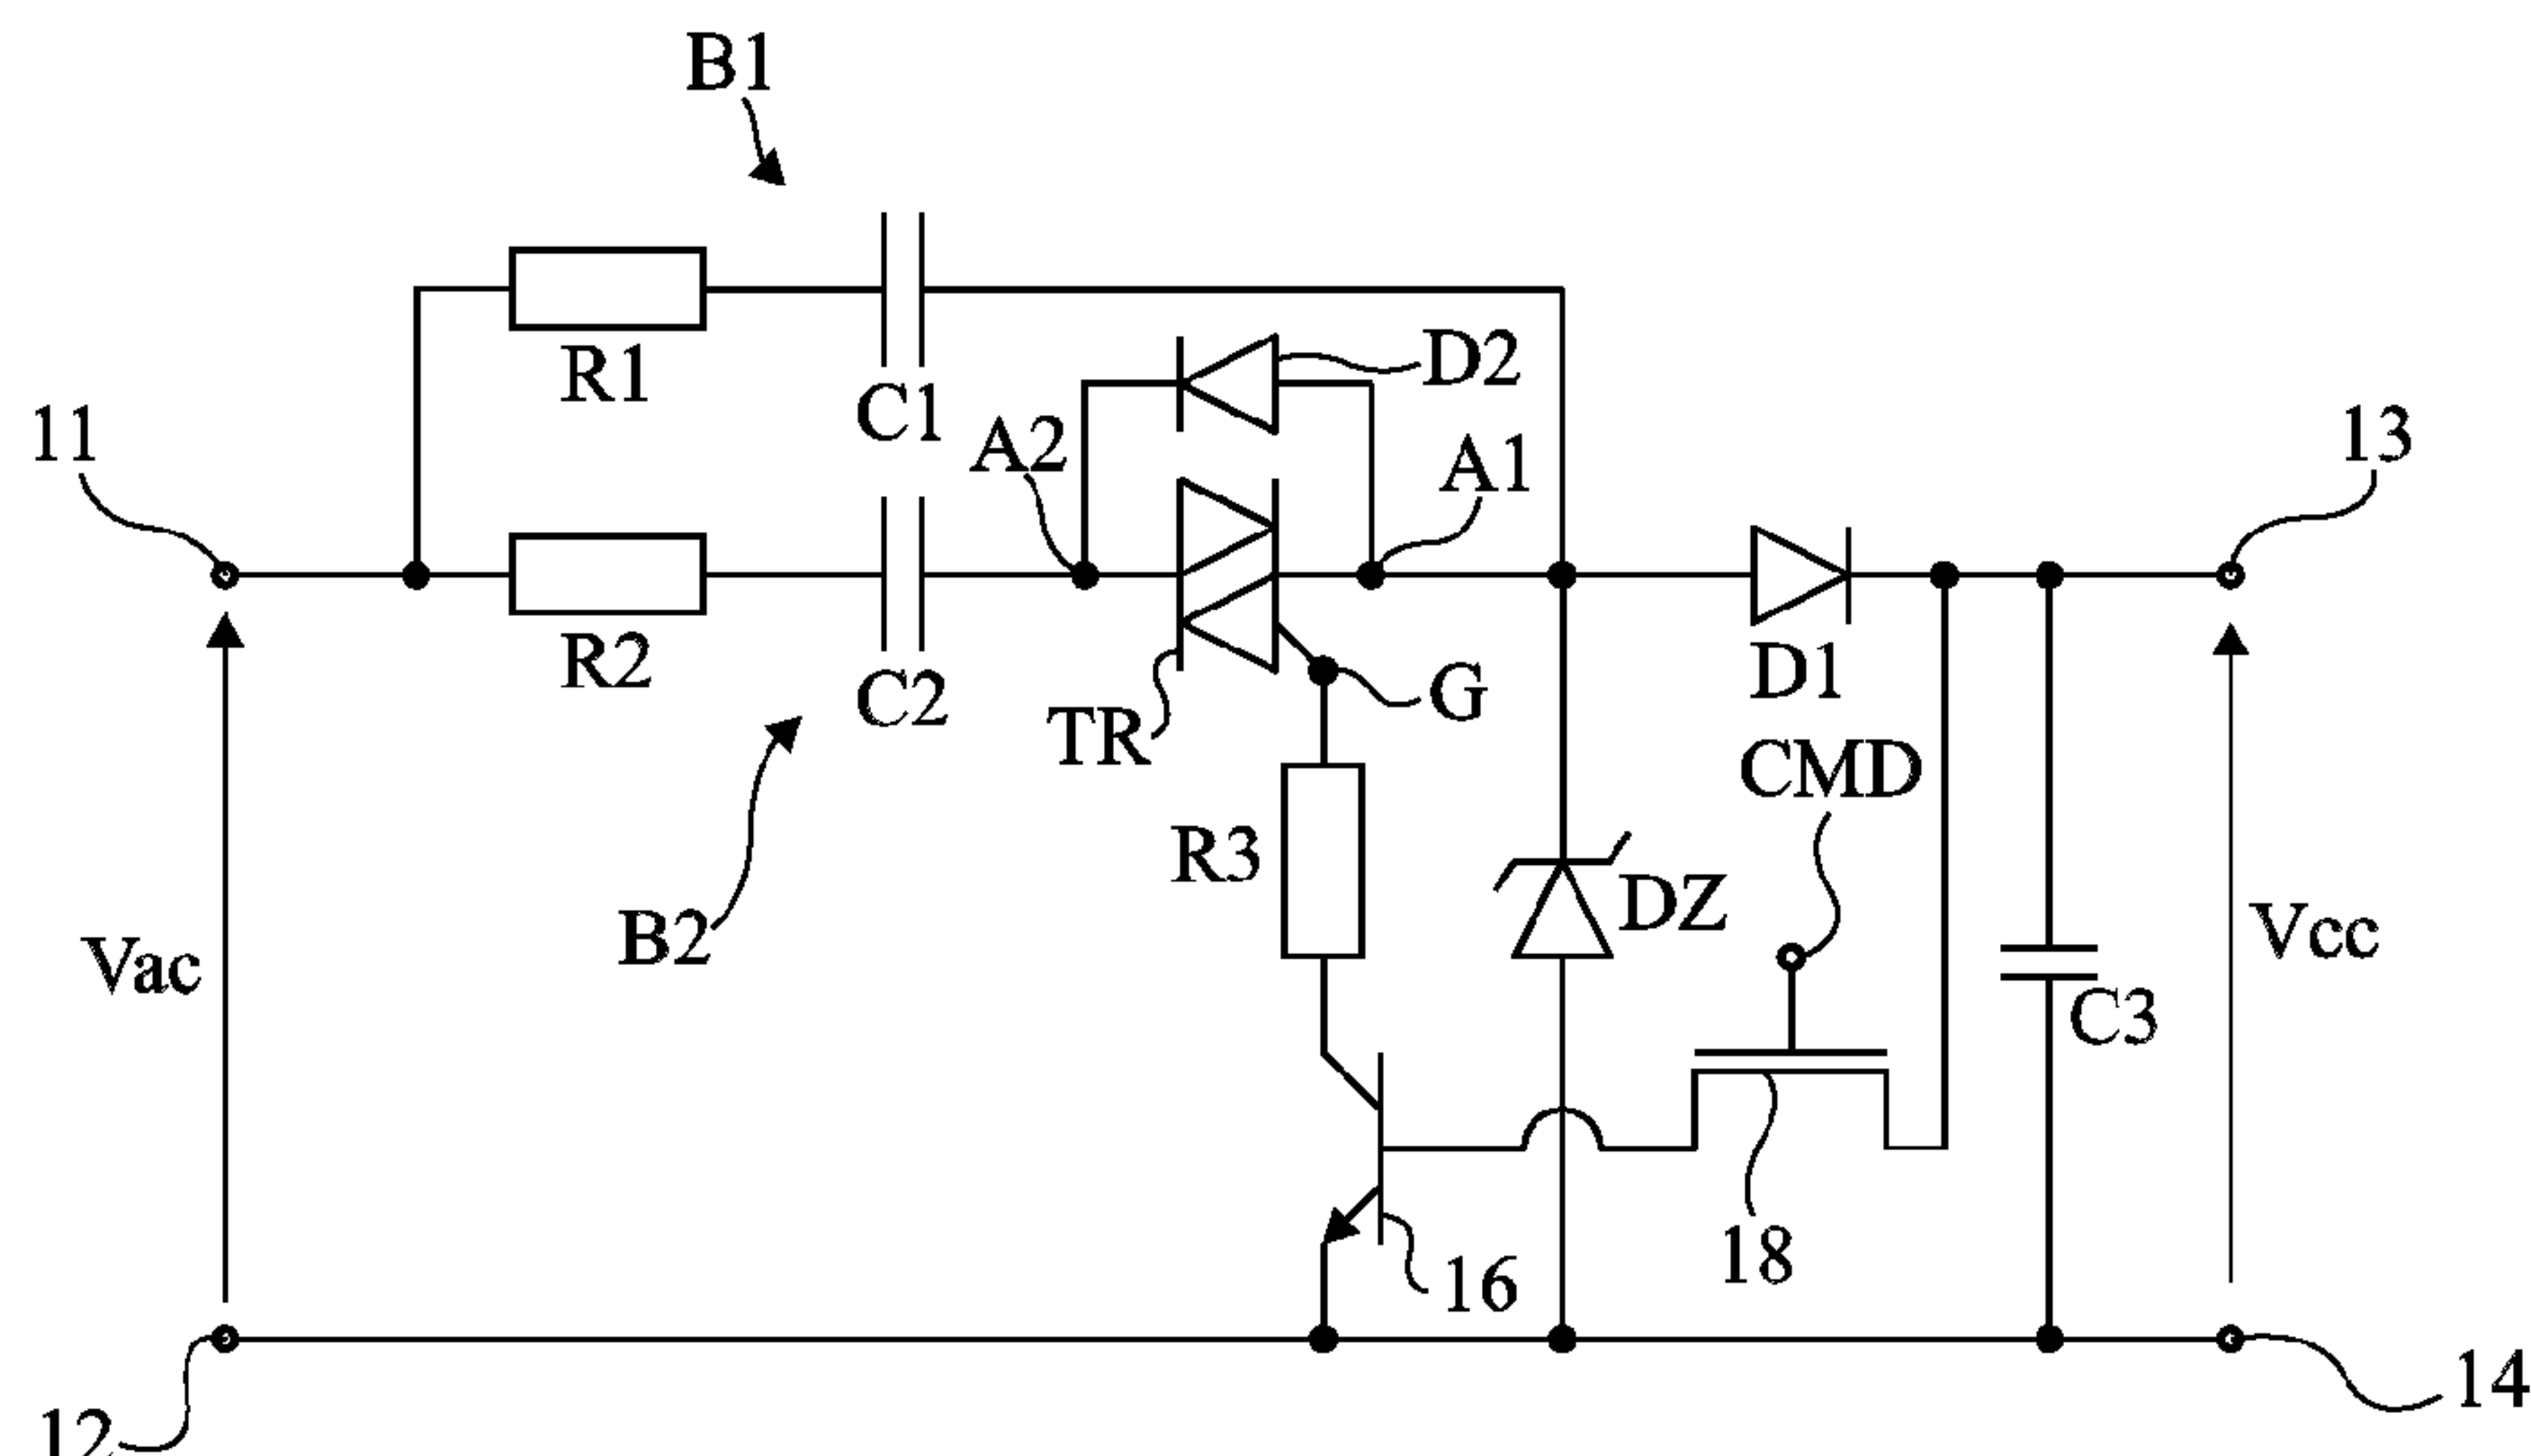 B1
R1
C1
D2
A2
A1
11
13
R2
C2
TR
G
D1
CMD
R3
DZ
B2
Vac
Vcc
C3
18
16
12
14